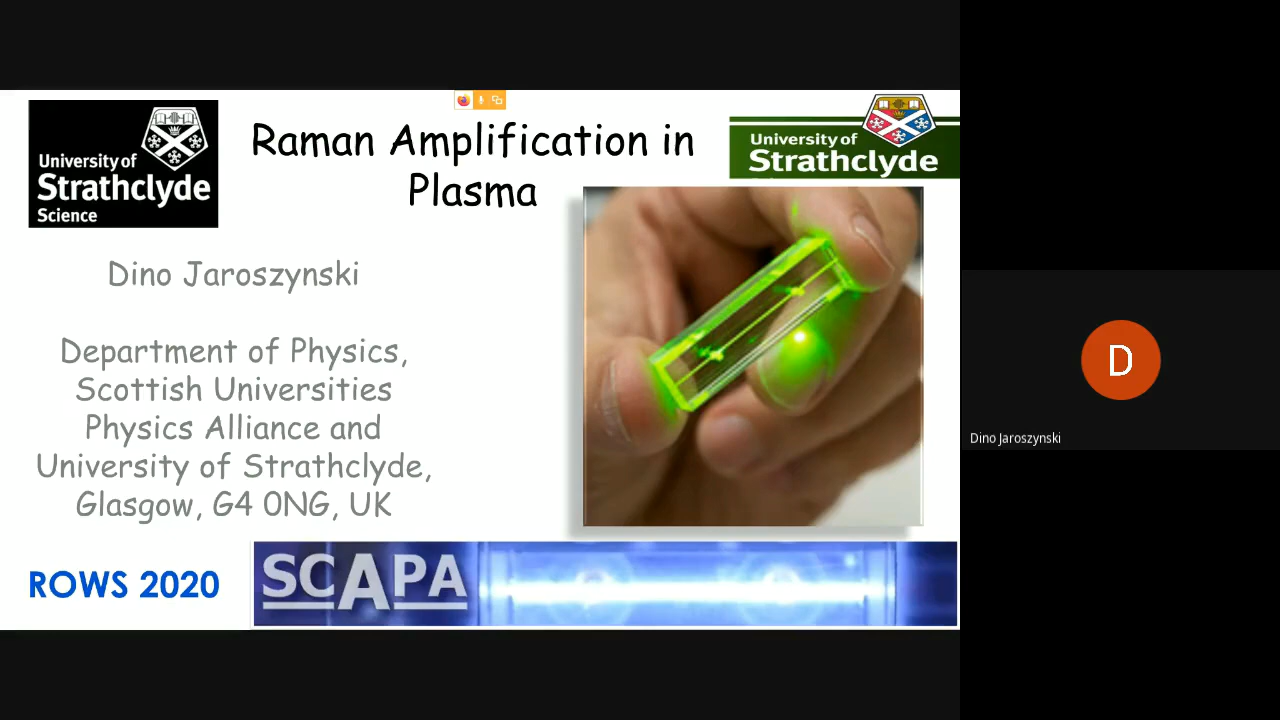 University of
Strathclyde
Science
Raman Amplification in
Plasma
University of
Strathclyde
Dino Jaroszynski
Department of Physics,
Scottish Universities
Physics Alliance and
University of Strathclyde,
Glasgow, G4 0NG, UK
ROWS 2020
SCAPA
D
Dino Jaroszynski